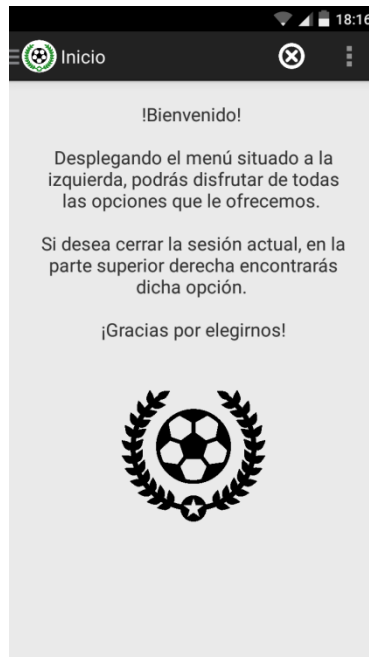 18:16
Inicio
!Bienvenido!
Desplegando el menú situado a la
izquierda, podrás disfrutar de todas
las opciones que le ofrecemos.
Si desea cerrar la sesión actual, en la
parte superior derecha encontrarás
dicha opción.
¡Gracias por elegirnos!